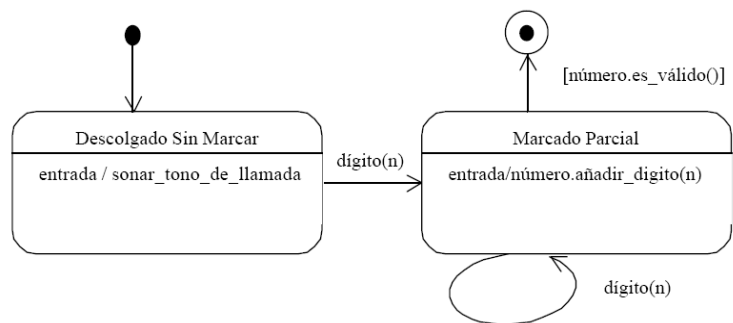 [número.es_válido()]
Descolgado Sin Marcar
entrada / sonar_tono_de_llamada
dígito(n)
Marcado Parcial
entrada/número.añadir_digito(n)
dígito(n)